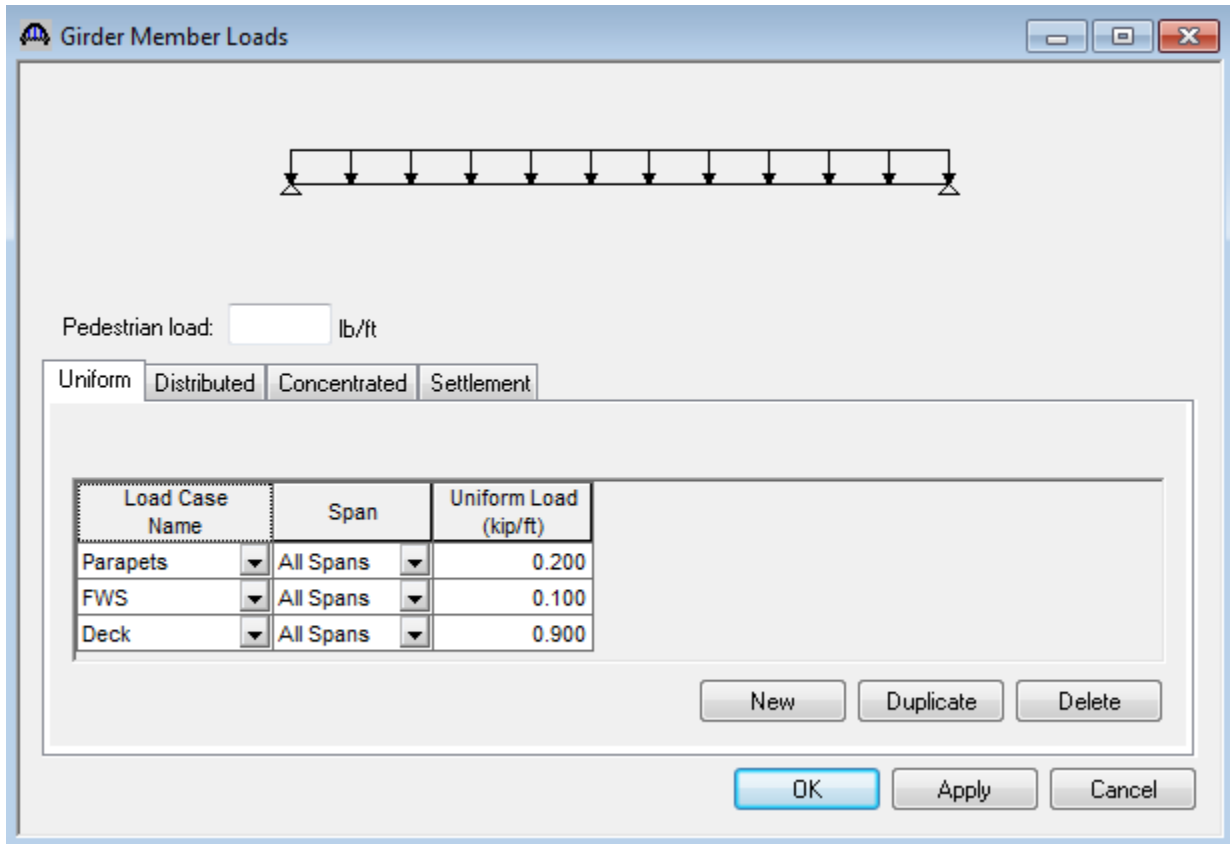 Girder Member Loads
Pedestrian load: lb/ft
Uniform Distributed Concentrated Settlement
Load Case Span Uniform Load
Name (kip/ft)
Parapets All Spans 0.200
FWS All Spans 0.100
Deck All Spans 0.900
New Duplicate Delete
OK Apply Cancel